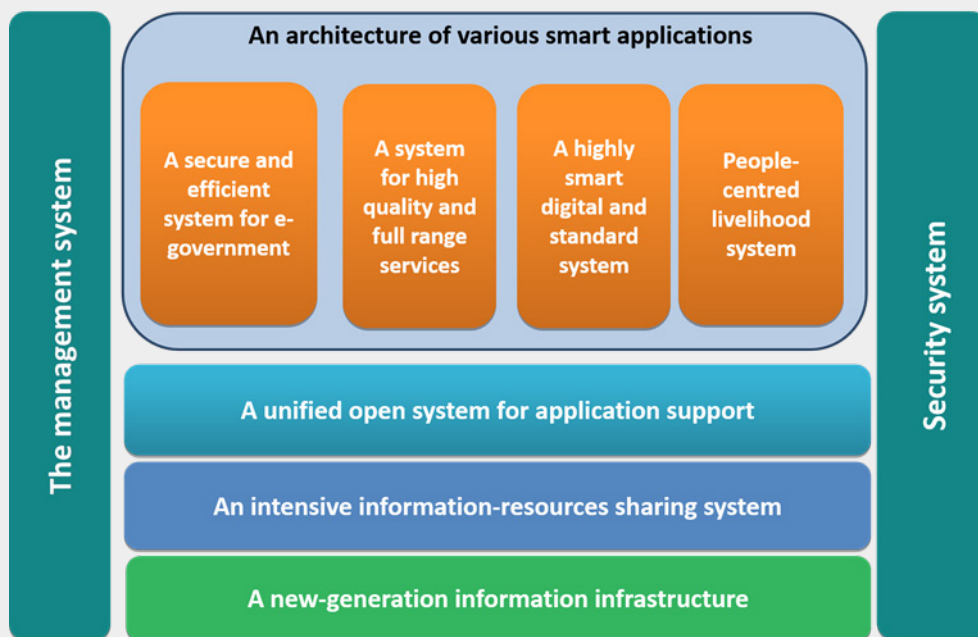 The management system
An architecture of various smart applications
A secure and
efficient
system for e-
government
A system
for high
quality and
full range
services
A highly
smart
digital and
standard
system
People-
centred
livelihood
system
A unified open system for application support
An intensive information-resources sharing system
A new-generation information infrastructure
Security system